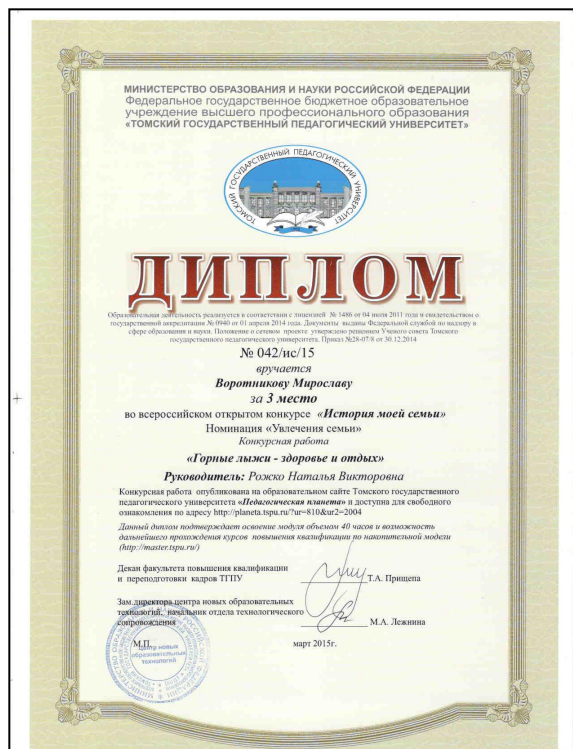 МИНИСТЕРСТВО ОБРАЗОВАНИЯ И НАУКИ РОССИЙСКОЙ ФЕДЕРАЦИИ
Федеральное государственное бюджетное образовательное
учреждение высшего профессионального образования
«ТОМСКИЙ ГОСУДАРСТВЕННЫЙ ПЕДАГОГИЧЕСКИЙ УНИВЕРСИТЕТ»
ТОМСКИЙ ГОСУДАРСТВЕННЫЙ ПЕДАГОГИЧЕСКИЙ УНИВЕРСИТЕТ
ДИПЛОМ
Образовательная деятельность реализуется в соответствии с лицензией № 1486 от 04 июля 2011 года и свидетельством о
государственной аккредитации № 0940 от 01 апреля 2014 года. Документы выданы Федеральной службой по надзору в
сфере образования и науки. Положение о сетевом проекте утверждено решением Ученого совета Томского
государственного педагогического университета. Приказ №28-07/8 от 30.12.2014
№ 042/ис/15
вручается
Воротникову Мирославу
за 3 место
во всероссийском открытом конкурсе «История моей семьи»
Номинация «Увлечения семьи»
Конкурсная работа
«Горные лыжи - здоровье и отдых»
Руководитель: Рожко Наталья Викторовна
Конкурсная работа опубликована на образовательном сайте Томского государственного
педагогического университета «Педагогическая планета» и доступна для свободного
ознакомления по адресу http://planeta.tspu.ru/?ur=810&ur2=2004
Данный диплом подтверждает освоение модуля объемом 40 часов и возможность
дальнейшего прохождения курсов повышения квалификации по накопительной модели
(http://master.tspu.ru/)
Декан факультета повышения квалификации
и переподготовки кадров ТГПУ Т.А. Прищепа
Зам.директора центра новых образовательных
технологий, начальник отдела технологического
сопровождения М.А. Лежнина
М.П. март 2015г.
Центр новых
образовательных
технологий